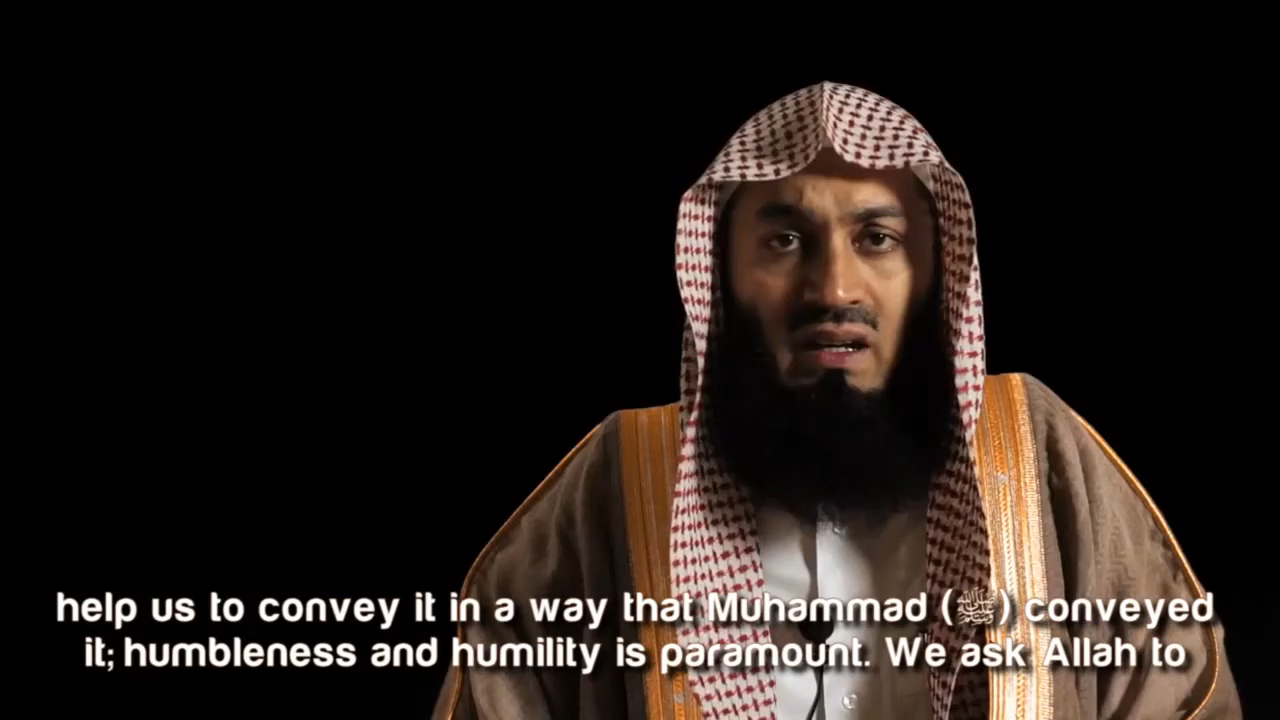 help us to convey it in a way that Muhammad (ﷺ) conveyed
it; humbleness and humility is paramount. We ask Allah to